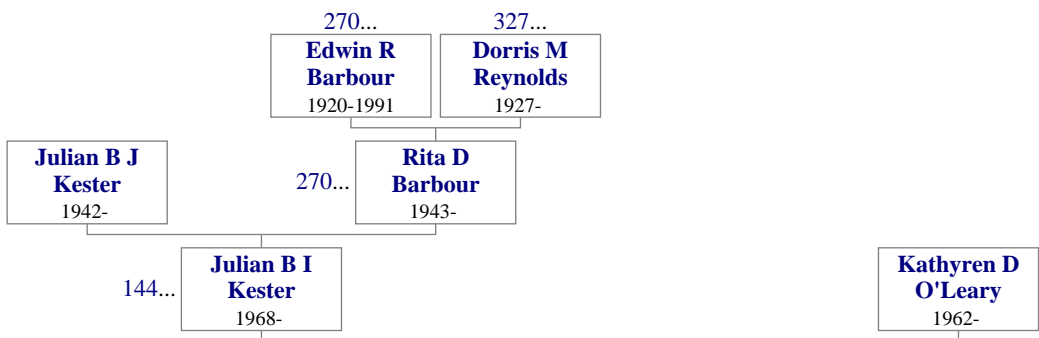 270...
327...
Edwin R
Barbour
1920-1991
Dorris M
Reynolds
1927-
Julian B J
Kester
1942-
270...
Rita D
Barbour
1943-
144...
Julian B I
Kester
1968-
Kathyren D
O'Leary
1962-